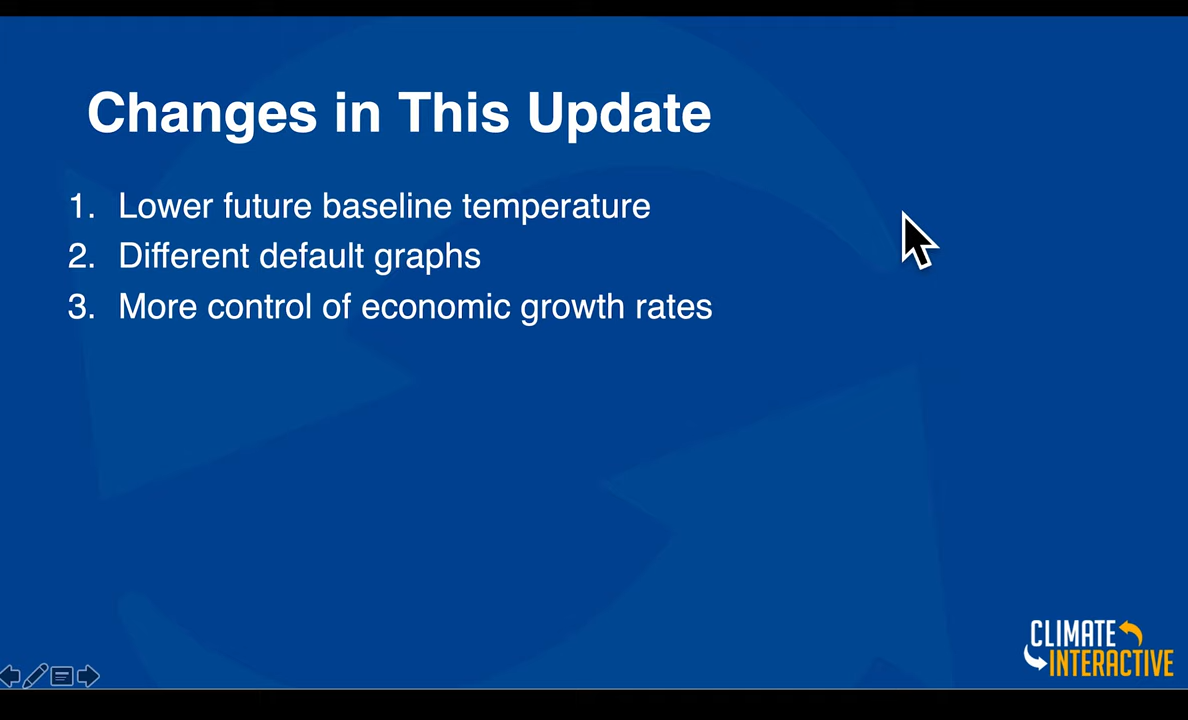 Changes in This Update
1. Lower future baseline temperature
2. Different default graphs
3. More control of economic growth rates
CLIMATE
INTERACTIVE